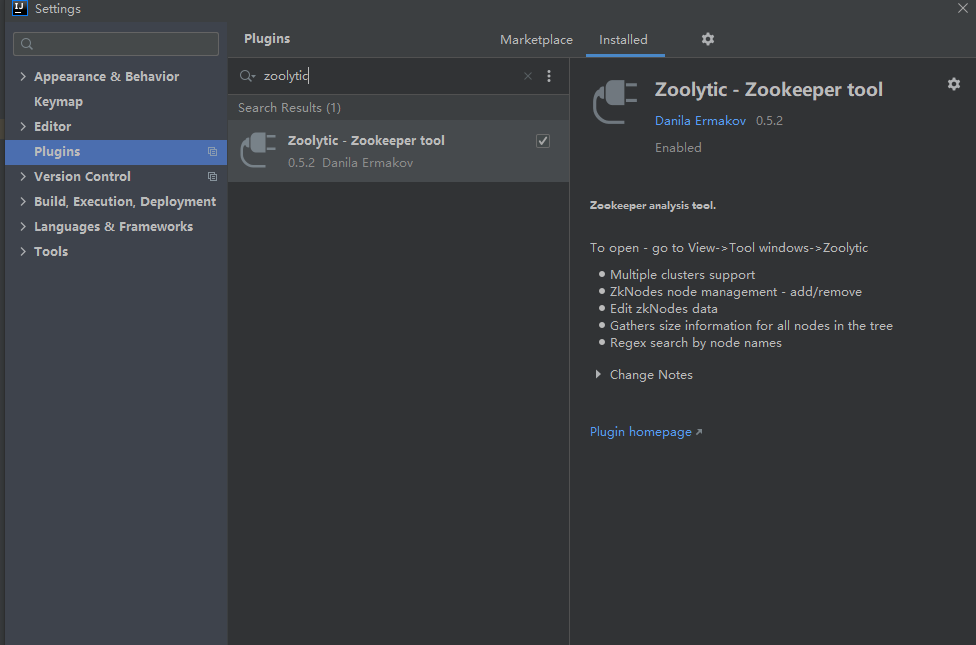 Settings
Appearance & Behavior
Keymap
Editor
Plugins
Version Control
Build, Execution, Deployment
Languages & Frameworks
Tools
Plugins
Marketplace
Installed
zoolytic
Search Results (1)
Zoolytic - Zookeeper tool
0.5.2 Danila Ermakov
Zoolytic - Zookeeper tool
Danila Ermakov 0.5.2
Enabled
Zookeeper analysis tool.
To open - go to View->Tool windows->Zoolytic
Multiple clusters support
ZkNodes node management - add/remove
Edit zkNodes data
Gathers size information for all nodes in the tree
Regex search by node names
Change Notes
Plugin homepage